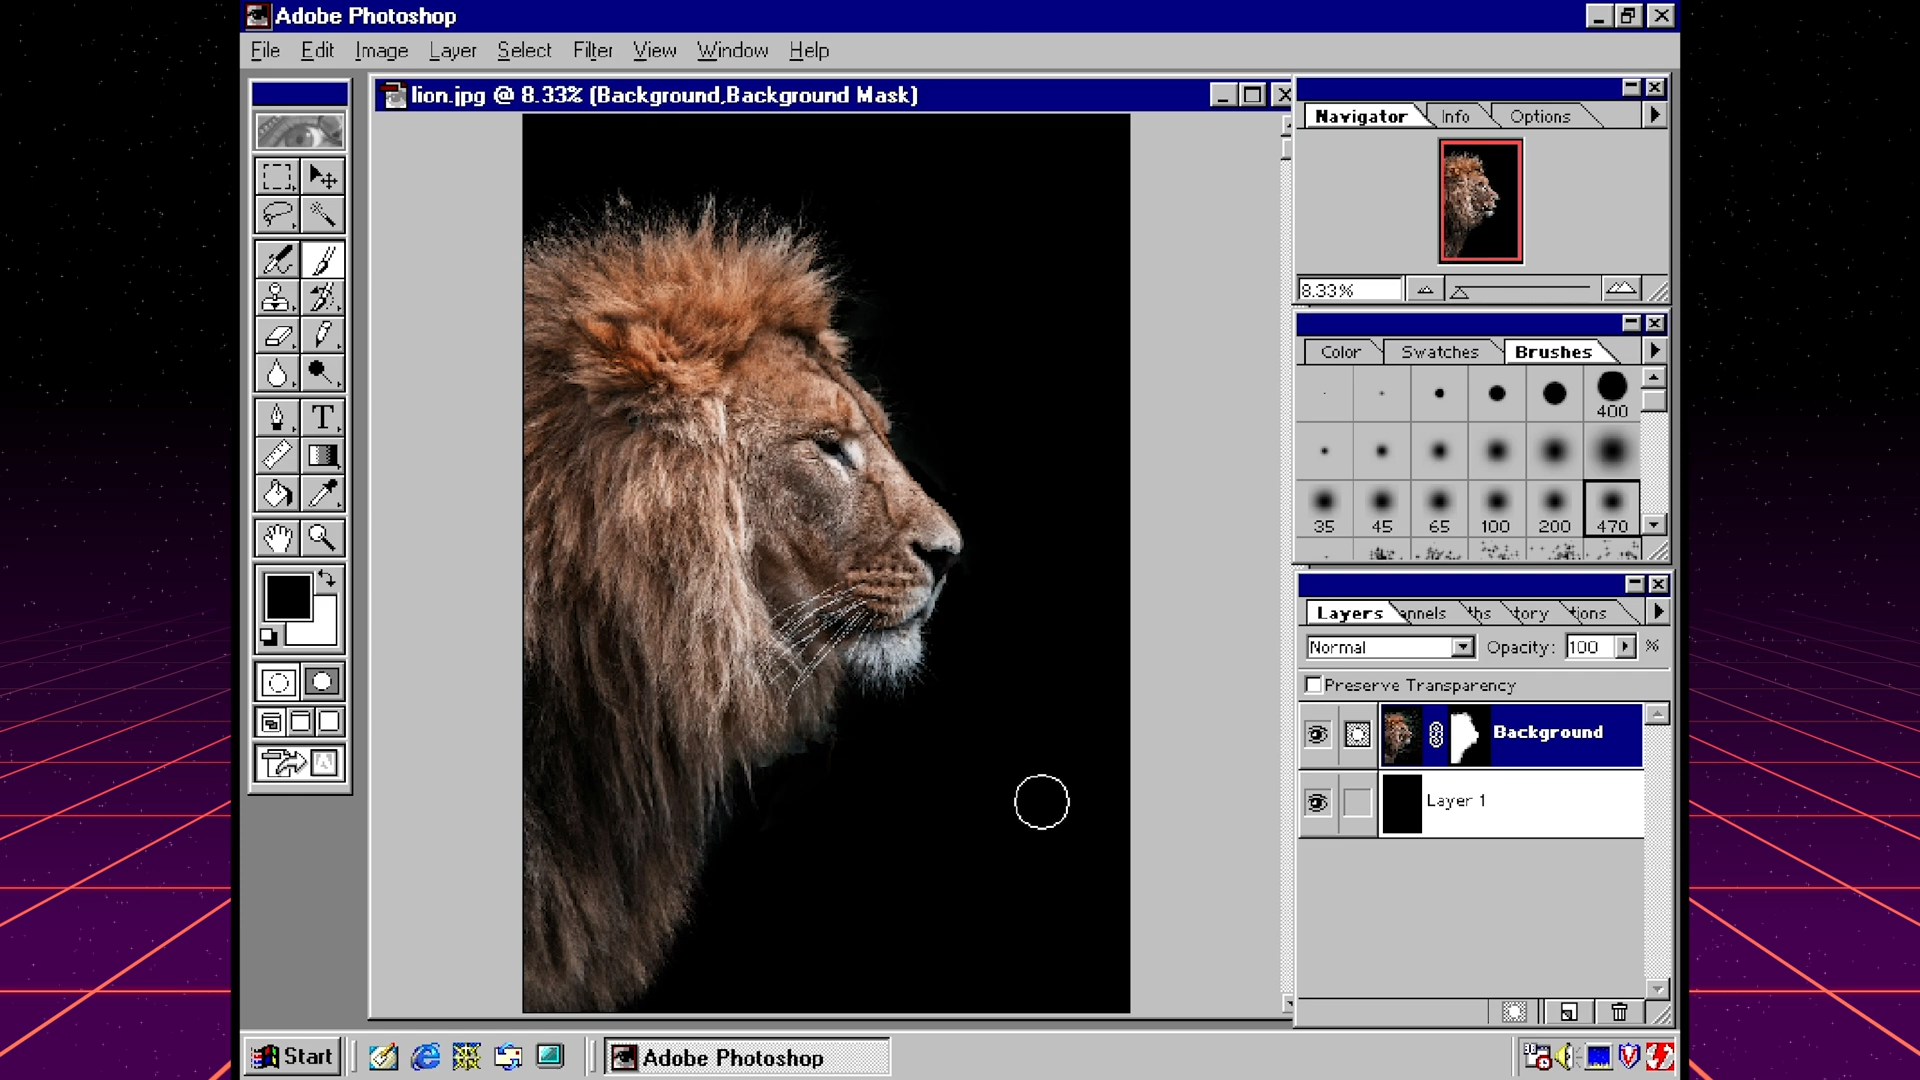 Adobe Photoshop
File Edit Image Layer Select Filter View Window Help
lion.jpg @ 8.33% (Background,Background Mask)
Navigator Info Options
8.33%
Color Swatches Brushes
400
35 45 65 100 200 470
T
Layers annels ths tory tions
Normal Opacity: 100 %
Preserve Transparency
Background
Layer 1
Start Adobe Photoshop